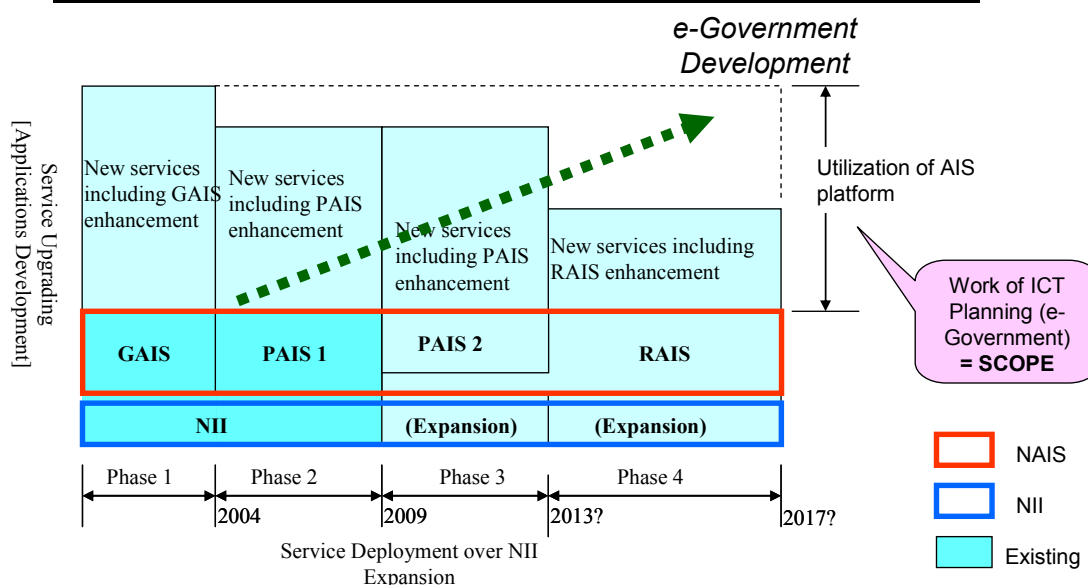 e-Government
Development
Service Upgrading
[Applications Development]
New services
including GAIS
enhancement
New services
including PAIS
enhancement
New services
including PAIS
enhancement
New services including
RAIS enhancement
Utilization of AIS
platform
Work of ICT
Planning (e-
Government)
= SCOPE
GAIS
PAIS 1
PAIS 2
RAIS
NII
(Expansion)
(Expansion)
Phase 1
Phase 2
Phase 3
Phase 4
2004
2009
2013?
2017?
Service Deployment over NII
Expansion
NAIS
NII
Existing